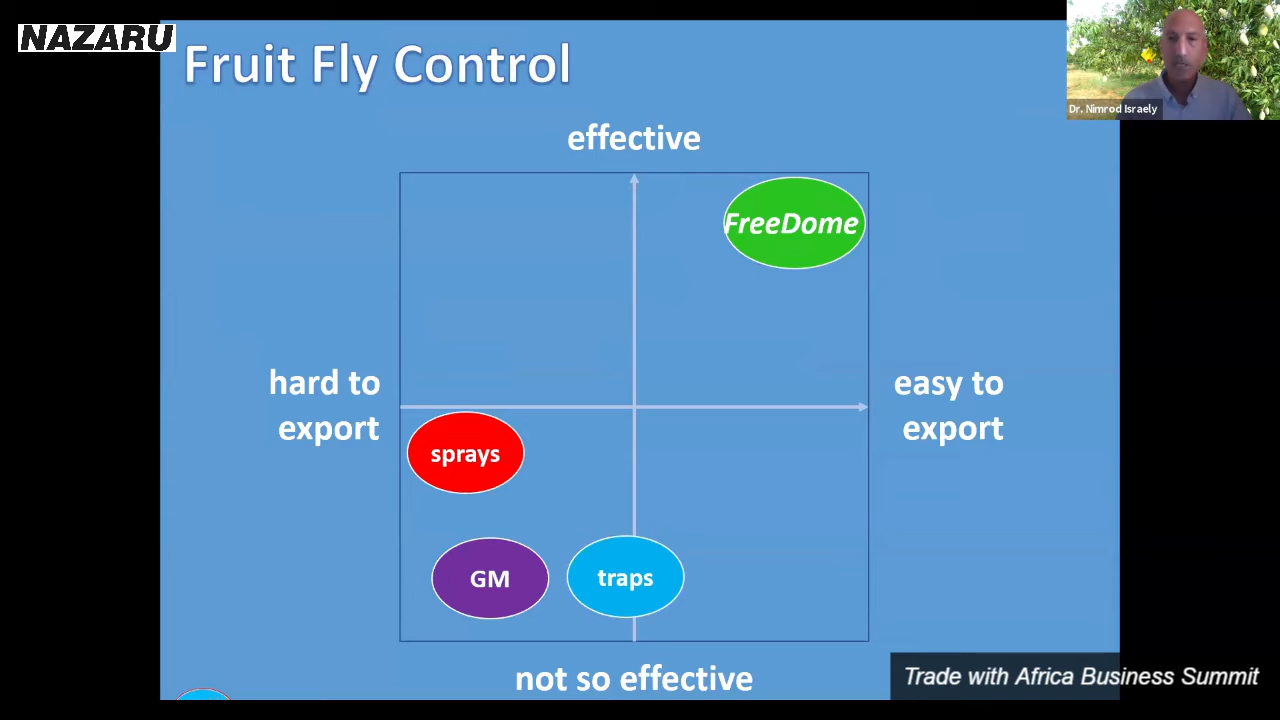 NAZARU
Fruit Fly Control
Dr. Nimrod Israely
effective
FreeDome
hard to
export
easy to
export
sprays
GM
traps
not so effective
Trade with Africa Business Summit